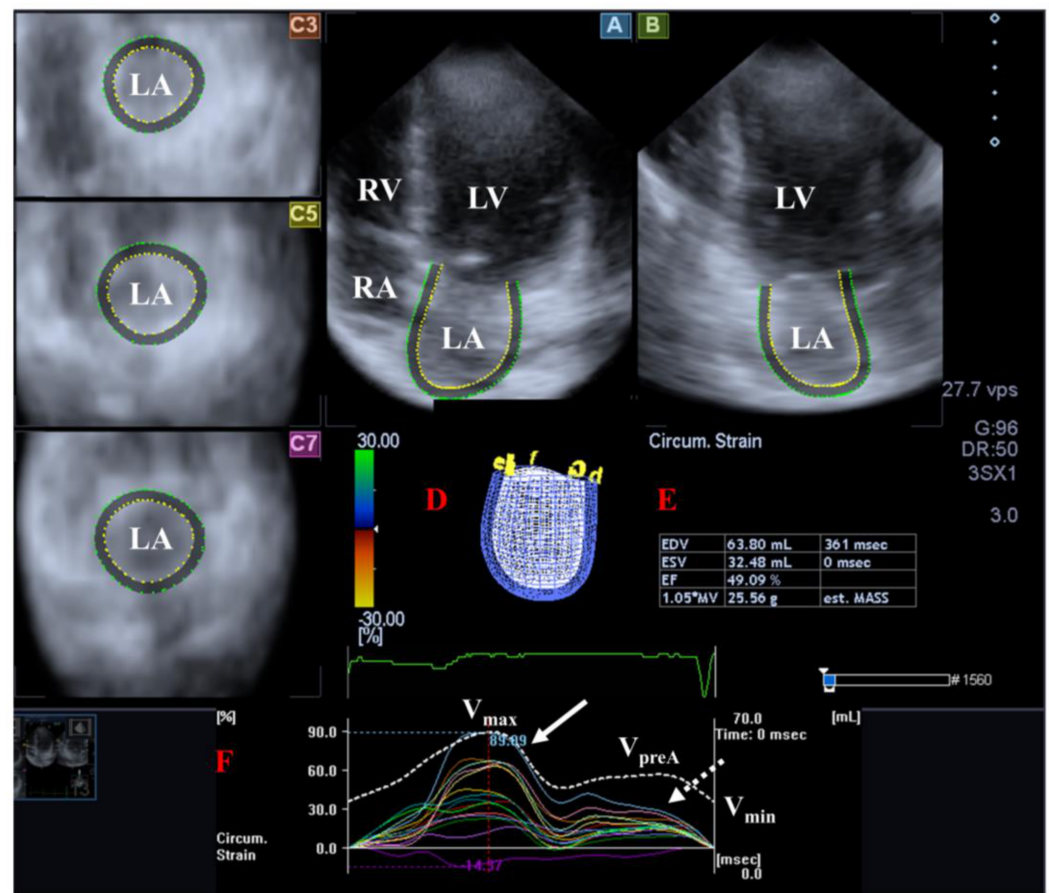 C3
LA
C5
LA
C7
LA
A
RV
LV
RA
LA
B
LV
LA
27.7 vps
G:96
DR:50
3SX1
3.0
30.00
-30.00
[%]
D
f
d
E
Circum. Strain
EDV 63.80 mL 361 msec
ESV 32.48 mL 0 msec
EF 49.09 %
1.05*MV 25.56 g est. MASS
#1560
13
F
[%]
90.0
60.0
30.0
0.0
Circum.
Strain
Vmax
89.09
VpreA
Vmin
-14.37
70.0
[mL]
Time: 0 msec
[msec]
0.0